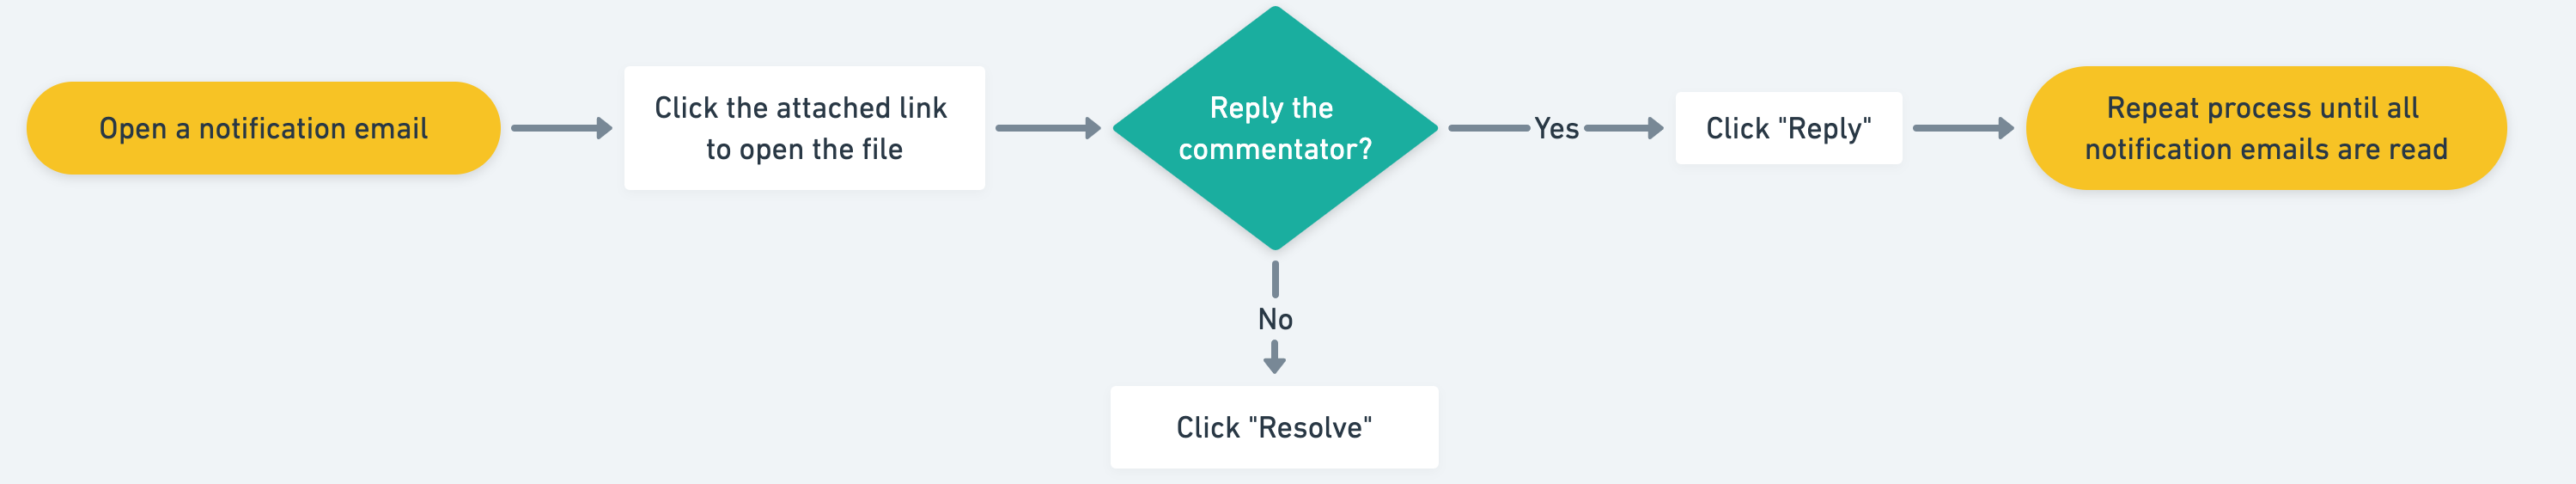 Open a notification email
Click the attached link
to open the file
Reply the
commentator?
Yes
Click "Reply"
Repeat process until all
notification emails are read
No
Click "Resolve"